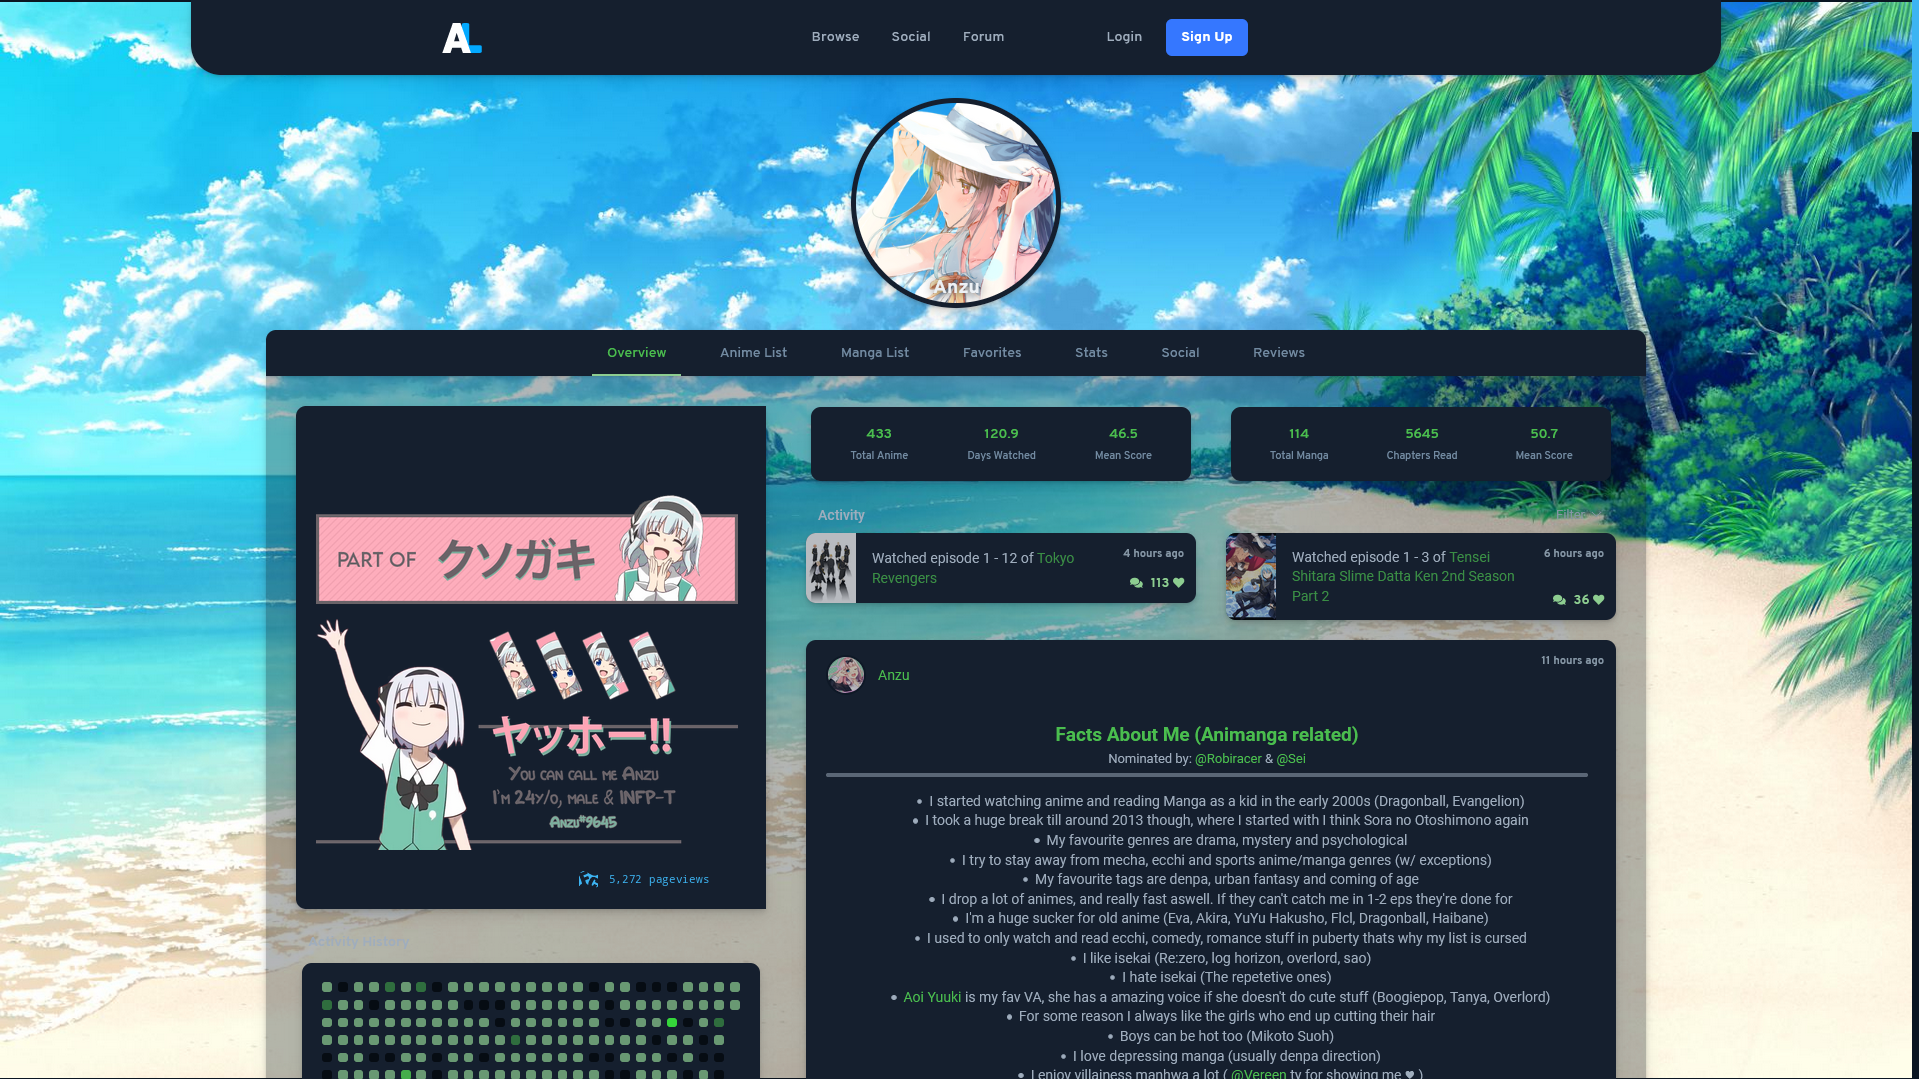 AL
Browse Social Forum Login Sign Up
Anzu
Overview Anime List Manga List Favorites Stats Social Reviews
PART OF クソガキ
ヤッホー!!
You can call me Anzu
I'm 24y/o, male & INFP-T
Anzu#9645
5,272 pageviews
Activity History
433 120.9 46.5
Total Anime Days Watched Mean Score
114 5645 50.7
Total Manga Chapters Read Mean Score
Activity
Filter
Watched episode 1 - 12 of Tokyo
Revengers
4 hours ago
113
Watched episode 1 - 3 of Tensei
Shitara Slime Datta Ken 2nd Season
Part 2
6 hours ago
36
Anzu
11 hours ago
Facts About Me (Animanga related)
Nominated by: @Robiracer & @Sei
• I started watching anime and reading Manga as a kid in the early 2000s (Dragonball, Evangelion)
• I took a huge break till around 2013 though, where I started with I think Sora no Otoshimono again
• My favourite genres are drama, mystery and psychological
• I try to stay away from mecha, ecchi and sports anime/manga genres (w/ exceptions)
• My favourite tags are denpa, urban fantasy and coming of age
• I drop a lot of animes, and really fast aswell. If they can't catch me in 1-2 eps they're done for
• I'm a huge sucker for old anime (Eva, Akira, YuYu Hakusho, Flcl, Dragonball, Haibane)
• I used to only watch and read ecchi, comedy, romance stuff in puberty thats why my list is cursed
• I like isekai (Re:zero, log horizon, overlord, sao)
• I hate isekai (The repetetive ones)
• Aoi Yuuki is my fav VA, she has a amazing voice if she doesn't do cute stuff (Boogiepop, Tanya, Overlord)
• For some reason I always like the girls who end up cutting their hair
• Boys can be hot too (Mikoto Suoh)
• I love depressing manga (usually denpa direction)
• I enjoy villainess manhwa a lot ( @Vereen ty for showing me ♥ )